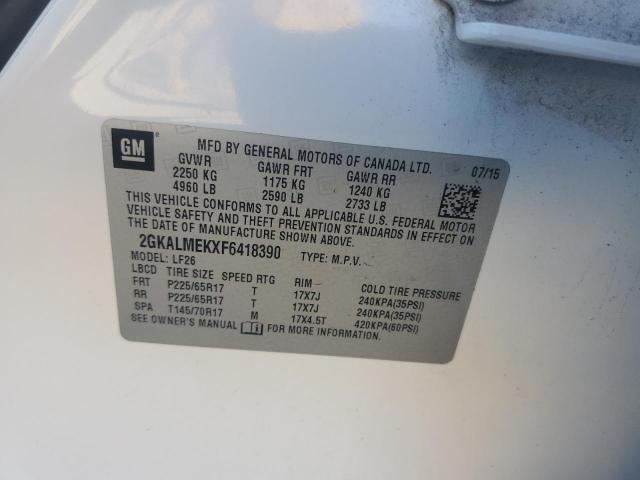 GM
MFD BY GENERAL MOTORS OF CANADA LTD. 07/15
GVWR GAWR FRT GAWR RR
2250 KG 1175 KG 1240 KG
4960 LB 2590 LB 2733 LB
THIS VEHICLE CONFORMS TO ALL APPLICABLE U.S. FEDERAL MOTOR
VEHICLE SAFETY AND THEFT PREVENTION STANDARDS IN EFFECT ON
THE DATE OF MANUFACTURE SHOWN ABOVE.
2GKALMEKXF6418390 TYPE: M.P.V.
MODEL: LF26
LBCD TIRE SIZE SPEED RTG RIM COLD TIRE PRESSURE
FRT P225/65R17 T 17X7J 240KPA(35PSI)
RR P225/65R17 T 17X7J 240KPA(35PSI)
SPA T145/70R17 M 17X4.5T 420KPA(60PSI)
SEE OWNER'S MANUAL FOR MORE INFORMATION.